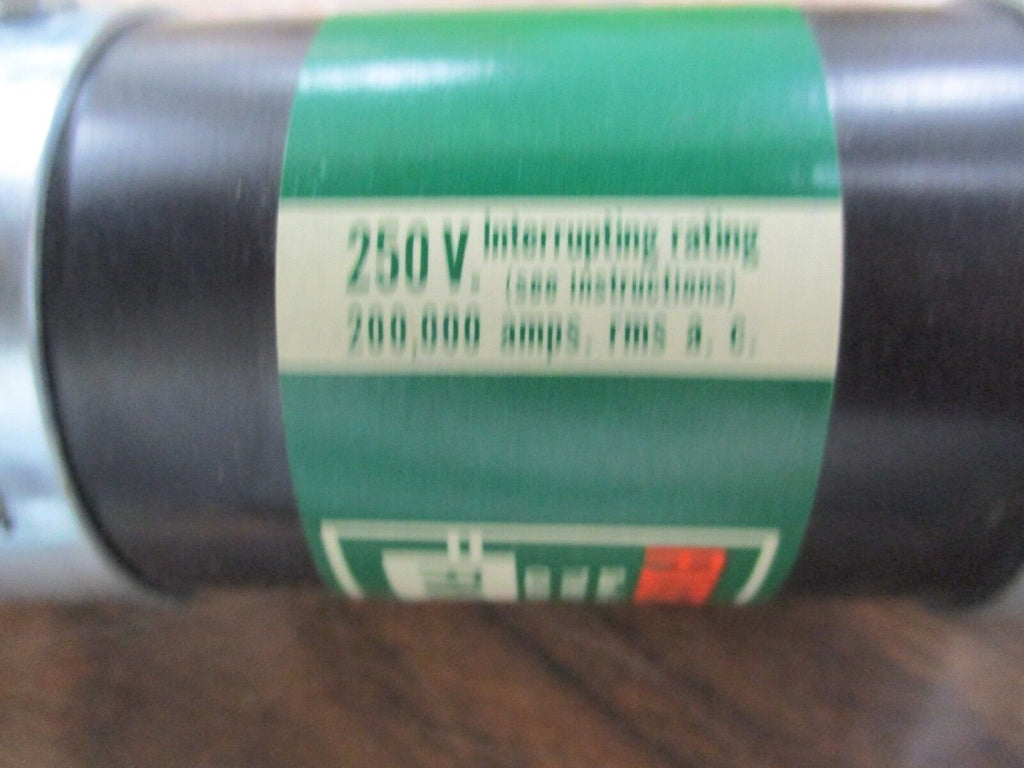 250 V. Interrupting rating
(see instructions)
200,000 amps. rms a. c.